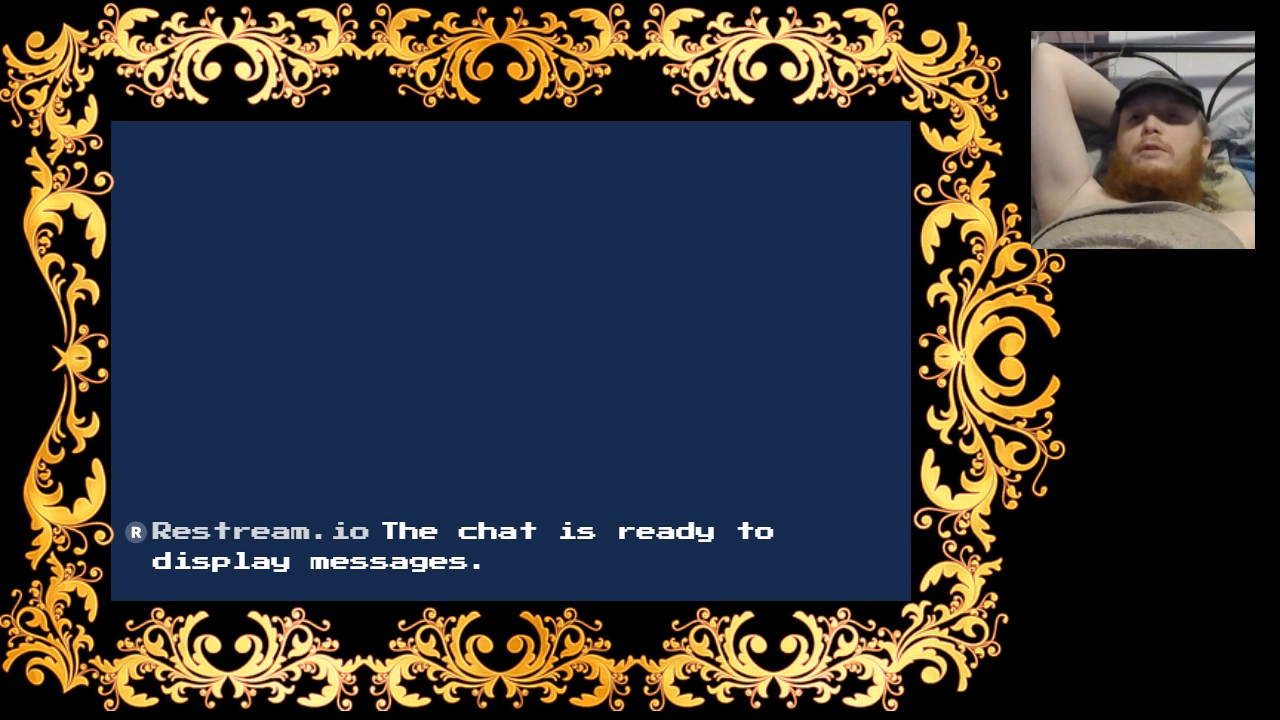 R Restream.io The chat is ready to
display messages.